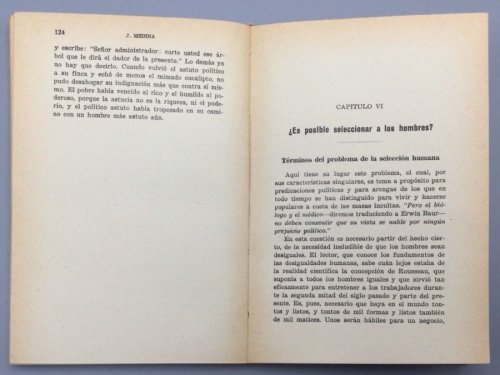 124
J. MEDINA
y escribe: "Señor administrador: corte usted ese ár-
bol que le dirá el dador de la presente." Lo demás ya
no hay que decirlo. Cuando volvió el astuto político
a su finca y echó de menos el mimado eucalipto, no
pudo desahogar su indignación más que contra sí mis-
mo. El pobre había vencido al rico y el humilde al po-
deroso, porque la astucia no es la riqueza, ni el pode-
río, y el político astuto había tropezado en su cami-
no con un hombre más astuto aún.
CAPITULO VI
¿Es posible seleccionar a los hombres?
Términos del problema de la selección humana
Aquí tiene su lugar este problema, el cual, por
sus características singulares, es tema a propósito para
predicaciones políticas y para arengas de los que en
todo tiempo se han distinguido para vivir y hacerse
populares a costa de las masas incultas. "Pero el bió-
logo y el médico—diremos traduciendo a Erwin Baur—
no deben consentir que su vista se nuble por ningún
prejuicio político."
En esta cuestión es necesario partir del hecho cier-
to, de la necesidad ineludible de que los hombres sean
desiguales. El lector, que conoce los fundamentos de
las desigualdades humanas, sabe cuán lejos estaba de
la realidad científica la concepción de Rousseau, que
suponía a todos los hombres iguales y que sirvió tan
eficazmente para entretener a los trabajadores duran-
te la segunda mitad del siglo pasado y parte del pre-
sente. Es, pues, necesario que haya en el mundo ton-
tos y listos, y tontos de mil formas y listos también
de mil matices. Unos serán hábiles para un negocio,